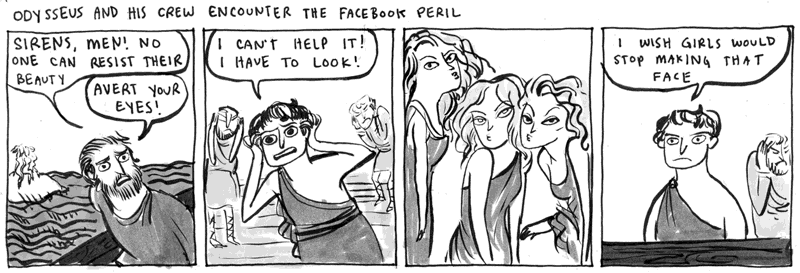 ODYSSEUS AND HIS CREW ENCOUNTER THE FACEBOOK PERIL
SIRENS, MEN! NO
ONE CAN RESIST THEIR
BEAUTY
AVERT YOUR
EYES!
I CAN'T HELP IT!
I HAVE TO LOOK!
I WISH GIRLS WOULD
STOP MAKING THAT
FACE